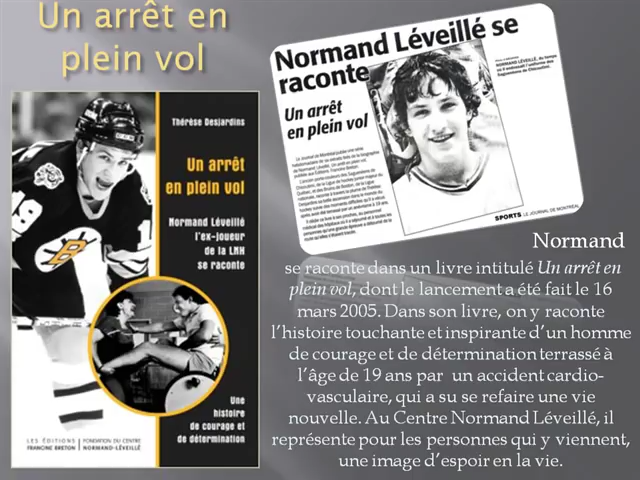 Un arrêt en
plein vol
Thérèse Desjardins
Un arrêt
en plein vol
Normand Léveillé
l'ex-joueur
de la LNH
se raconte
Une
histoire
de courage et
de détermination
LES ÉDITIONS
FRANCINE BRETON
FONDATION DU CENTRE
NORMAND-LÉVEILLÉ
Normand Léveillé se
raconte
Un arrêt
en plein vol
SPORTS LE JOURNAL DE MONTRÉAL
Normand
se raconte dans un livre intitulé Un arrêt en
plein vol, dont le lancement a été fait le 16
mars 2005. Dans son livre, on y raconte
l'histoire touchante et inspirante d'un homme
de courage et de détermination terrassé à
l'âge de 19 ans par un accident cardio-
vasculaire, qui a su se refaire une vie
nouvelle. Au Centre Normand Léveillé, il
représente pour les personnes qui y viennent,
une image d'espoir en la vie.